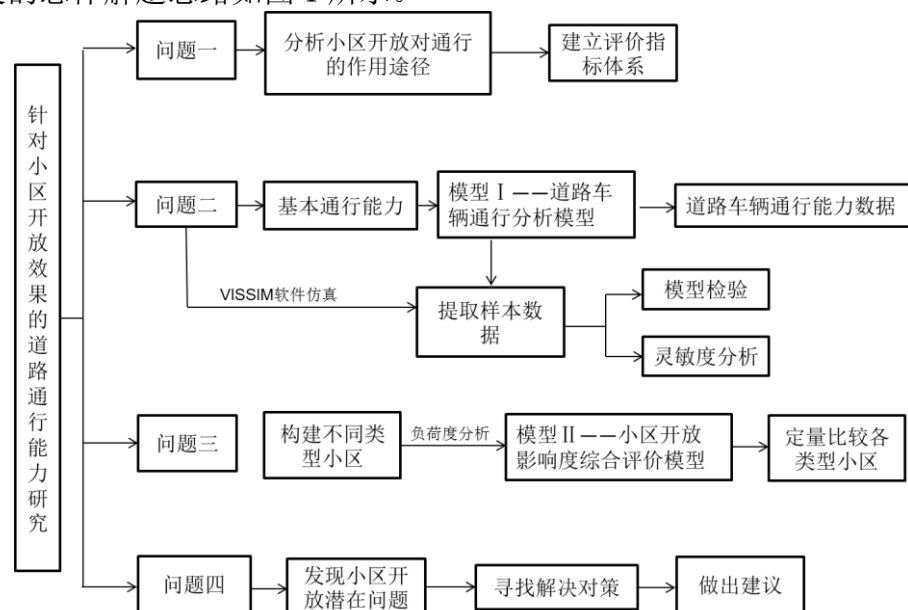 针对小区开放效果的道路通行能力研究
问题一
分析小区开放对通行
的作用途径
建立评价指
标体系
问题二
基本通行能力
模型Ⅰ——道路车
辆通行分析模型
道路车辆通行能力数据
VISSIM软件仿真
提取样本数
据
模型检验
灵敏度分析
问题三
构建不同类
型小区
负荷度分析
模型Ⅱ——小区开放
影响度综合评价模型
定量比较各
类型小区
问题四
发现小区开
放潜在问题
寻找解决对策
做出建议